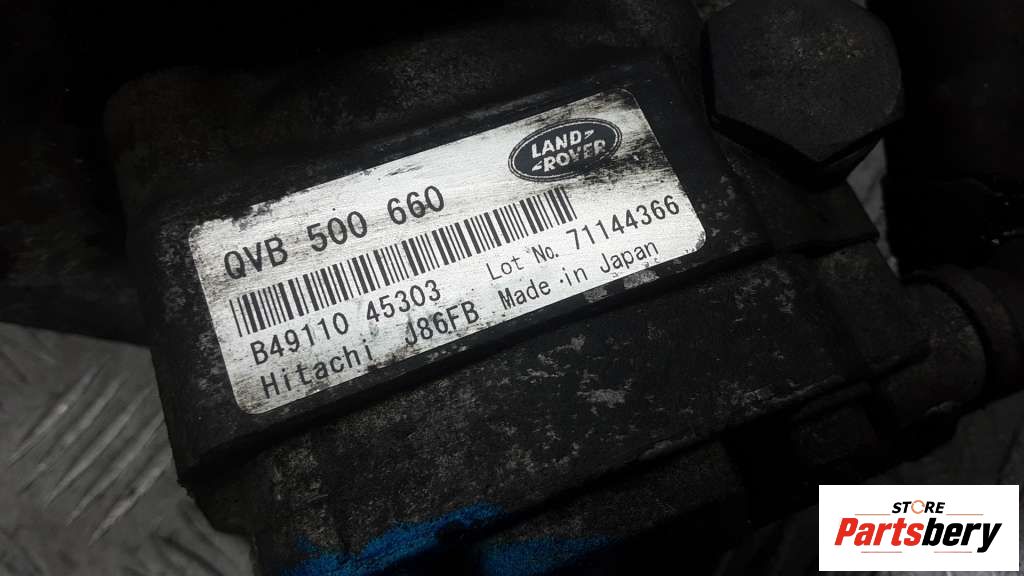 LAND
ROVER
QVB 500 660
Lot No. 71144366
B49110 45303
Hitachi J86FB Made in Japan
STORE
Partsbery